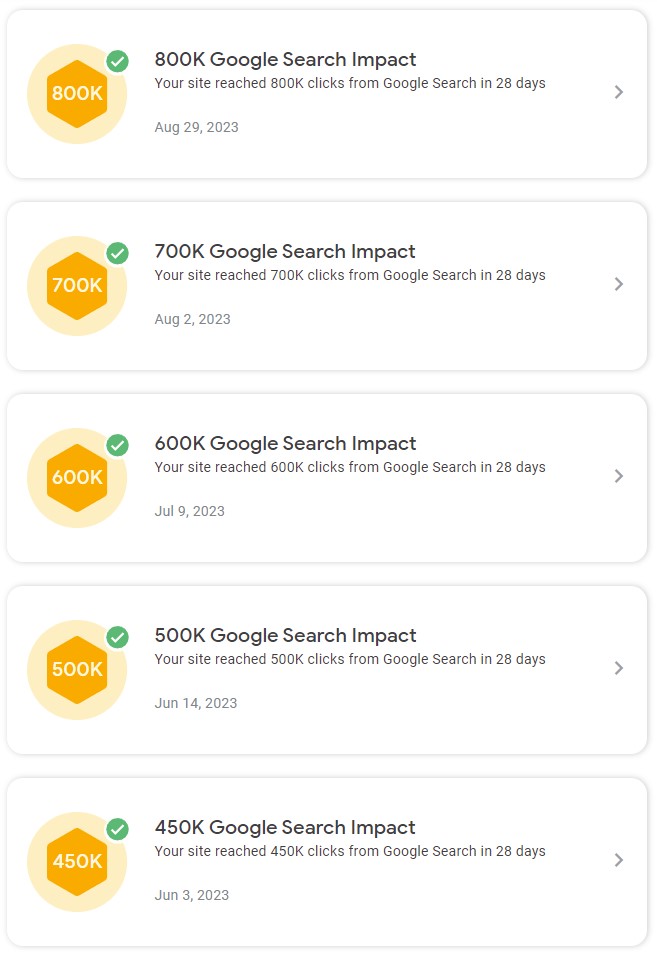 800K
800K Google Search Impact
Your site reached 800K clicks from Google Search in 28 days
Aug 29, 2023
700K
700K Google Search Impact
Your site reached 700K clicks from Google Search in 28 days
Aug 2, 2023
600K
600K Google Search Impact
Your site reached 600K clicks from Google Search in 28 days
Jul 9, 2023
500K
500K Google Search Impact
Your site reached 500K clicks from Google Search in 28 days
Jun 14, 2023
450K
450K Google Search Impact
Your site reached 450K clicks from Google Search in 28 days
Jun 3, 2023